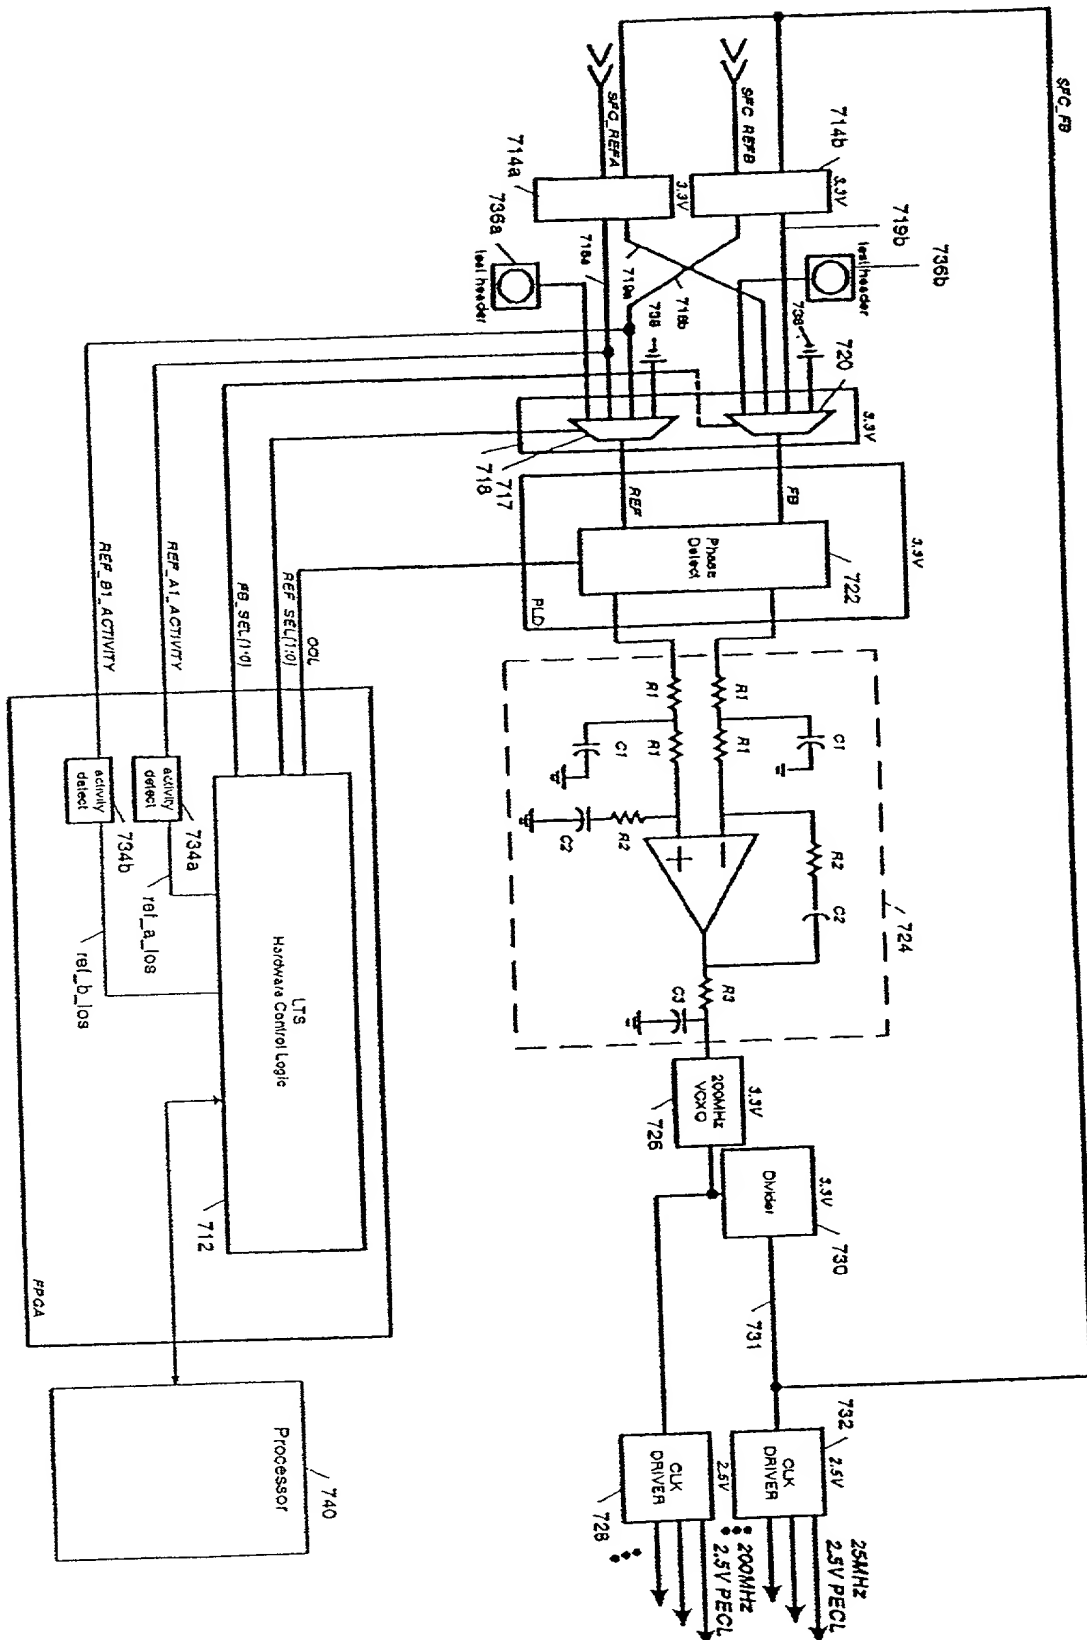 SFC_FB
SFC_REFA
SFC REFB
714a
3.3V
714b
3.3V
736a
test header
718a
719a
718b
719b
test header
736b
738
738
720
3.3V
718
717
REF
FB
3.3V
Phase
Detect
722
PLD
REF_B1_ACTIVITY
REF_A1_ACTIVITY
FB_SEL(1:0)
REF SEL(1:0)
OOL
R1
R1
C1
R1
R1
C1
C2
R2
R2
C2
724
C3
R3
200MHz
VCXO
3.3V
726
Divider
3.3V
730
731
activity
detect
734b
activity
detect
734a
ref_a_los
ref_b_los
LTS
Hardware Control Logic
712
FPGA
Processor
740
CLK
DRIVER
2.5V
728
732
CLK
DRIVER
2.5V
200MHz
2.5V PECL
25MHz
2.5V PECL